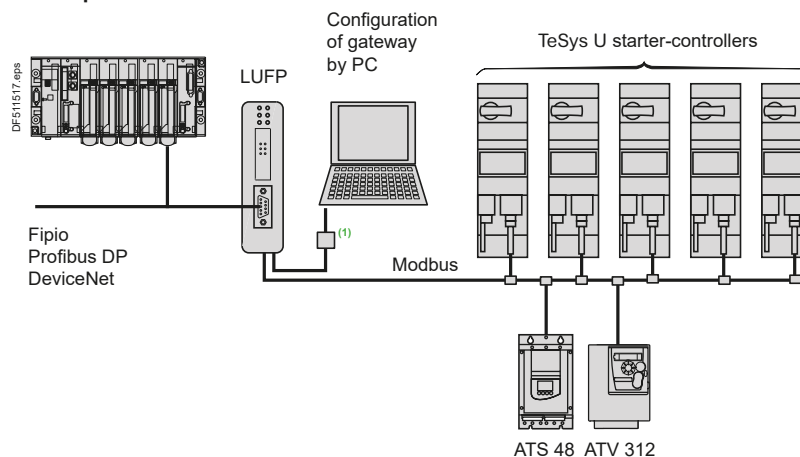 Configuration
of gateway
by PC
TeSys U starter-controllers
DF511517.eps
LUFP
(1)
Fipio
Profibus DP
DeviceNet
Modbus
ATS 48
ATV 312